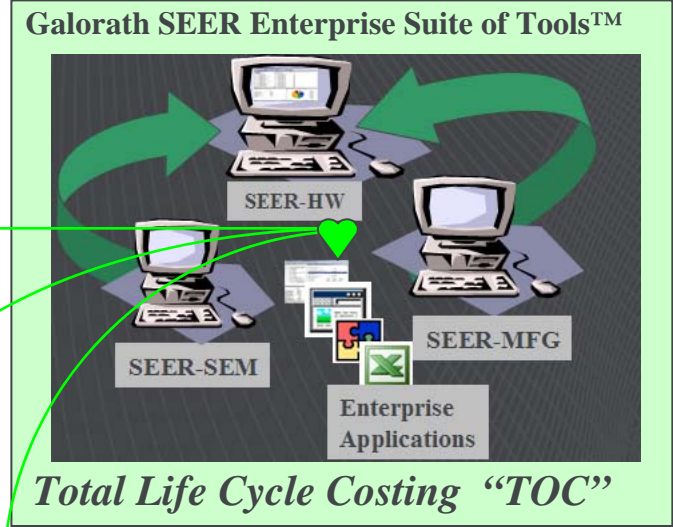 Galorath SEER Enterprise Suite of Tools™
SEER-HW
SEER-SEM
SEER-MFG
Enterprise
Applications
Total Life Cycle Costing “TOC”